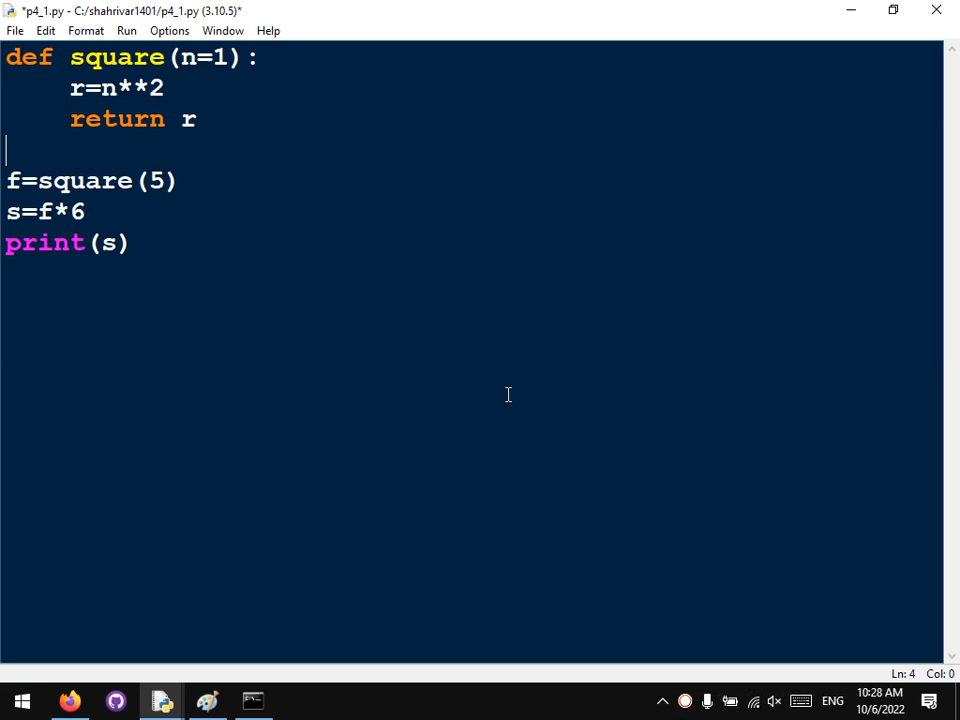 *p4_1.py - C:/shahrivar1401/p4_1.py (3.10.5)*
File Edit Format Run Options Window Help
def square(n=1):
    r=n**2
    return r
f=square(5)
s=f*6
print(s)
Ln: 4 Col: 0
ENG
10:28 AM
10/6/2022